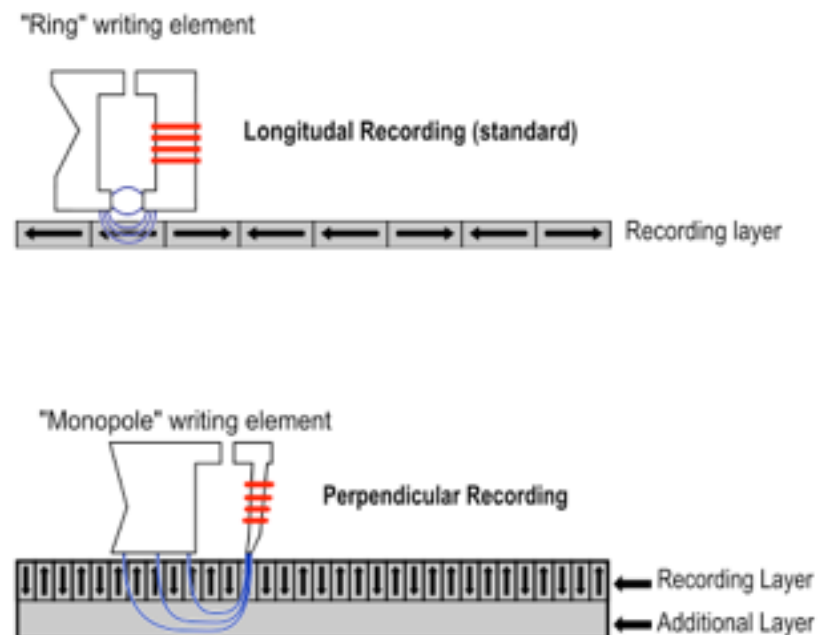 "Ring" writing element
Longitudal Recording (standard)
Recording layer
"Monopole" writing element
Perpendicular Recording
Recording Layer
Additional Layer